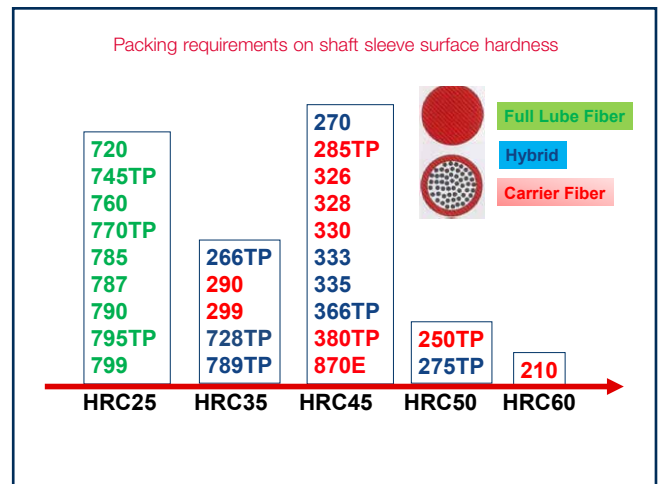 Packing requirements on shaft sleeve surface hardness
Full Lube Fiber
Hybrid
Carrier Fiber
720
745TP
760
770TP
785
787
790
795TP
799
266TP
290
299
728TP
789TP
270
285TP
326
328
330
333
335
366TP
380TP
870E
250TP
275TP
210
HRC25 HRC35 HRC45 HRC50 HRC60